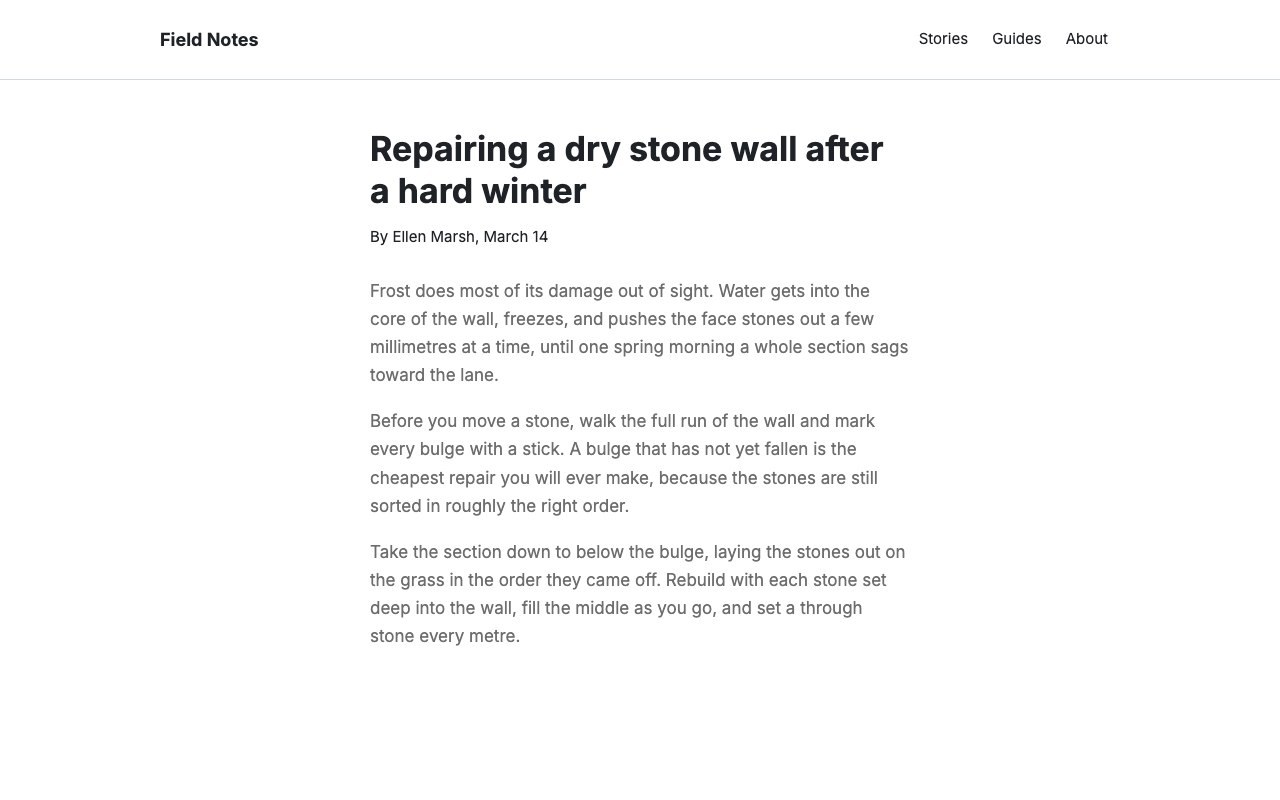 Field Notes
Stories Guides About
Repairing a dry stone wall after
a hard winter
By Ellen Marsh, March 14
Frost does most of its damage out of sight. Water gets into the
core of the wall, freezes, and pushes the face stones out a few
millimetres at a time, until one spring morning a whole section sags
toward the lane.
Before you move a stone, walk the full run of the wall and mark
every bulge with a stick. A bulge that has not yet fallen is the
cheapest repair you will ever make, because the stones are still
sorted in roughly the right order.
Take the section down to below the bulge, laying the stones out on
the grass in the order they came off. Rebuild with each stone set
deep into the wall, fill the middle as you go, and set a through
stone every metre.